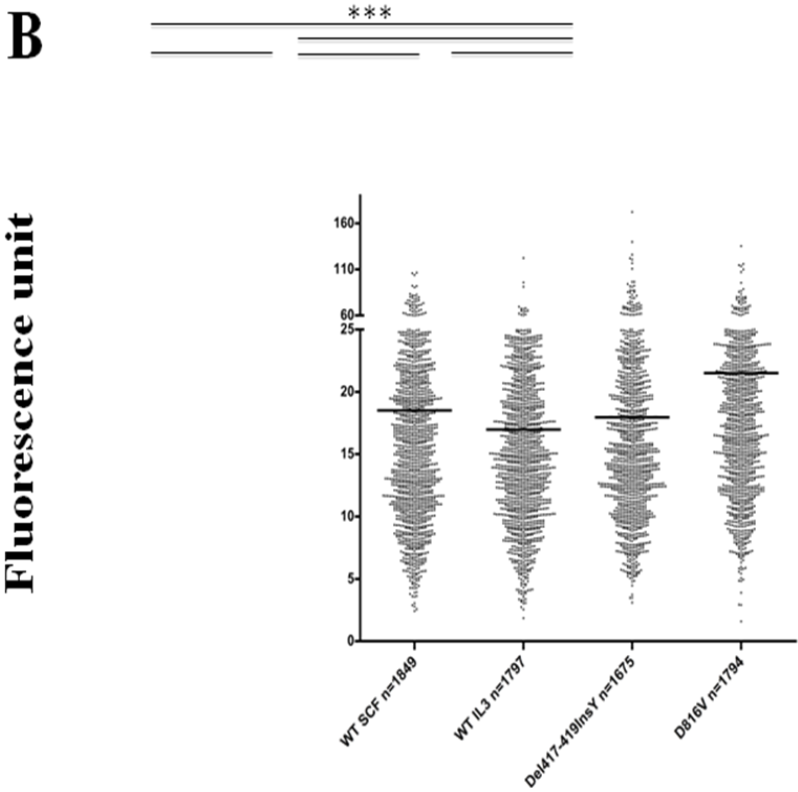 B
***
Fluorescence unit
160
110
60
25
20
15
10
5
0
WT SCF n=1849
WT IL3 n=1797
Del417-419InsY n=1675
D816V n=1794